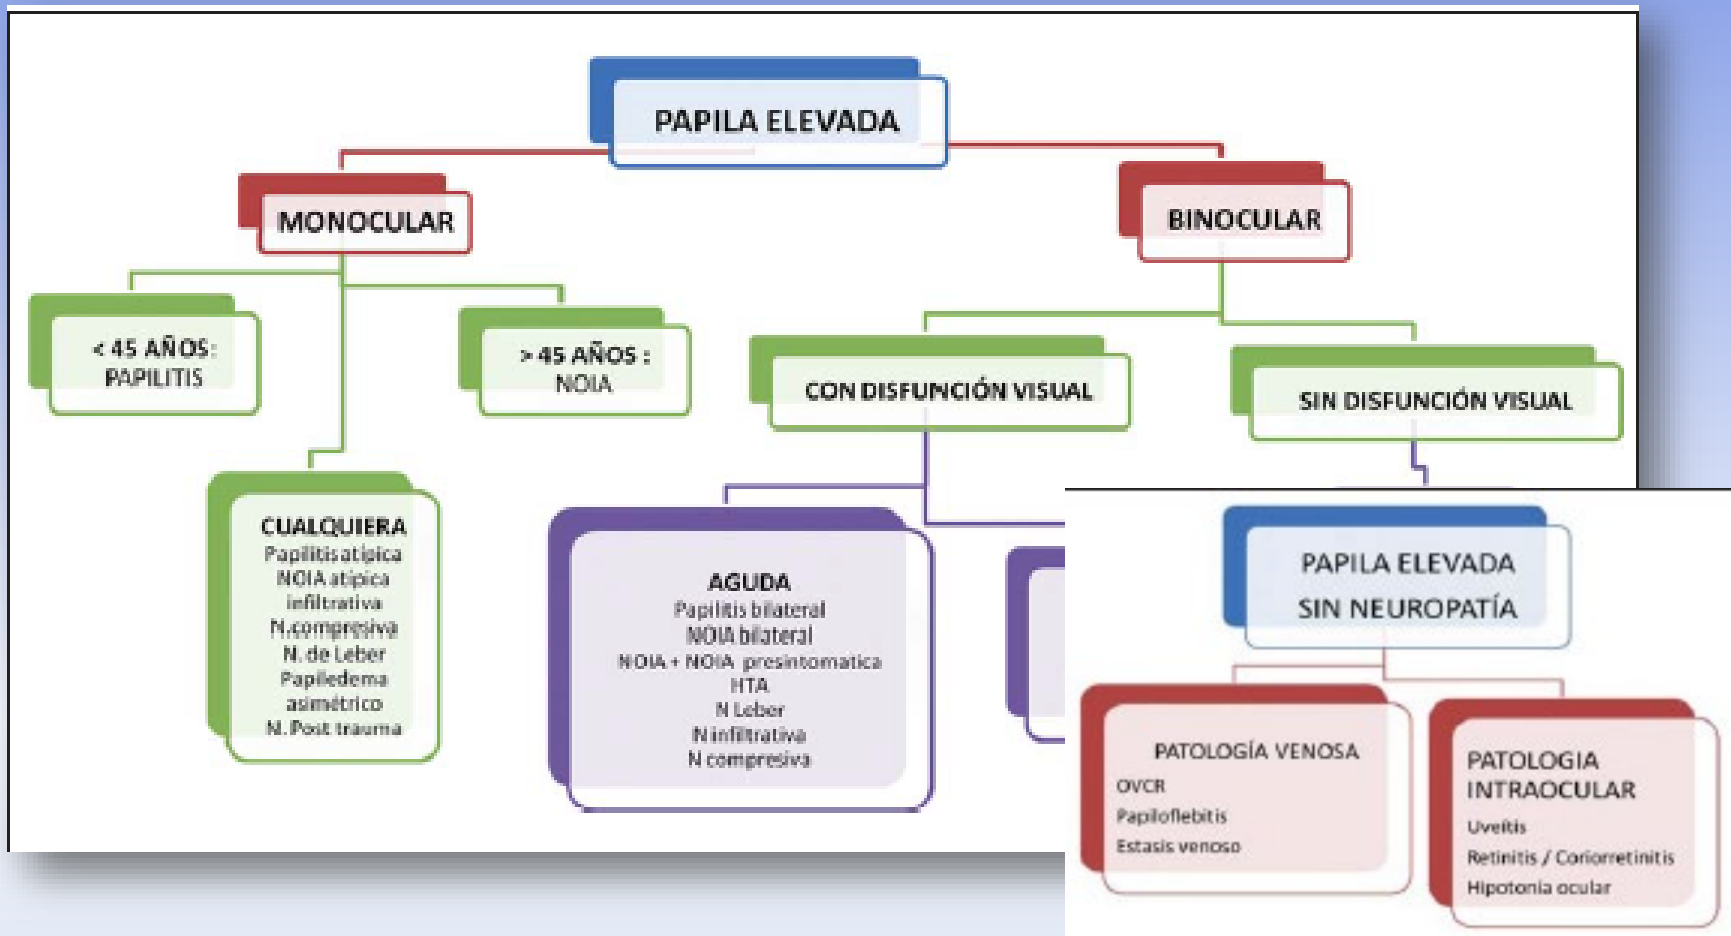 PAPILA ELEVADA
MONOCULAR
BINOCULAR
< 45 AÑOS:
PAPILITIS
> 45 AÑOS :
NOIA
CON DISFUNCIÓN VISUAL
SIN DISFUNCIÓN VISUAL
CUALQUIERA
Papilitis atipica
NOIA atipica
infiltrativa
N.compresiva
N. de Leber
Papiledema
asimétrico
N. Post trauma
AGUDA
Papilitis bilateral
NOIA bilateral
NOIA + NOIA presintomatica
HTA
N Leber
N infiltrativa
N compresiva
PAPILA ELEVADA
SIN NEUROPATÍA
PATOLOGÍA VENOSA
OVCR
Papiloflebitis
Estasis venoso
PATOLOGIA
INTRAOCULAR
Uveítis
Retinitis / Coriorretinitis
Hipotonia ocular